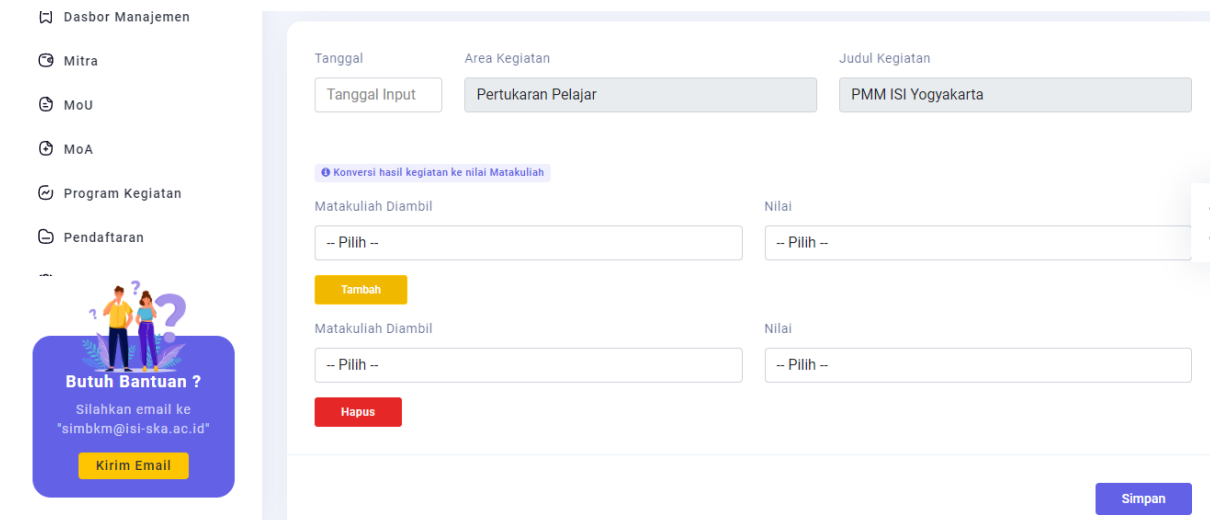 Dasbor Manajemen
Mitra
MoU
MoA
Program Kegiatan
Pendaftaran
? ? ?
Butuh Bantuan ?
Silahkan email ke
"simbkm@isi-ska.ac.id"
Kirim Email
Tanggal Area Kegiatan Judul Kegiatan
Tanggal Input Pertukaran Pelajar PMM ISI Yogyakarta
Konversi hasil kegiatan ke nilai Matakuliah
Matakuliah Diambil Nilai
-- Pilih -- -- Pilih --
Tambah
Matakuliah Diambil Nilai
-- Pilih -- -- Pilih --
Hapus
Simpan